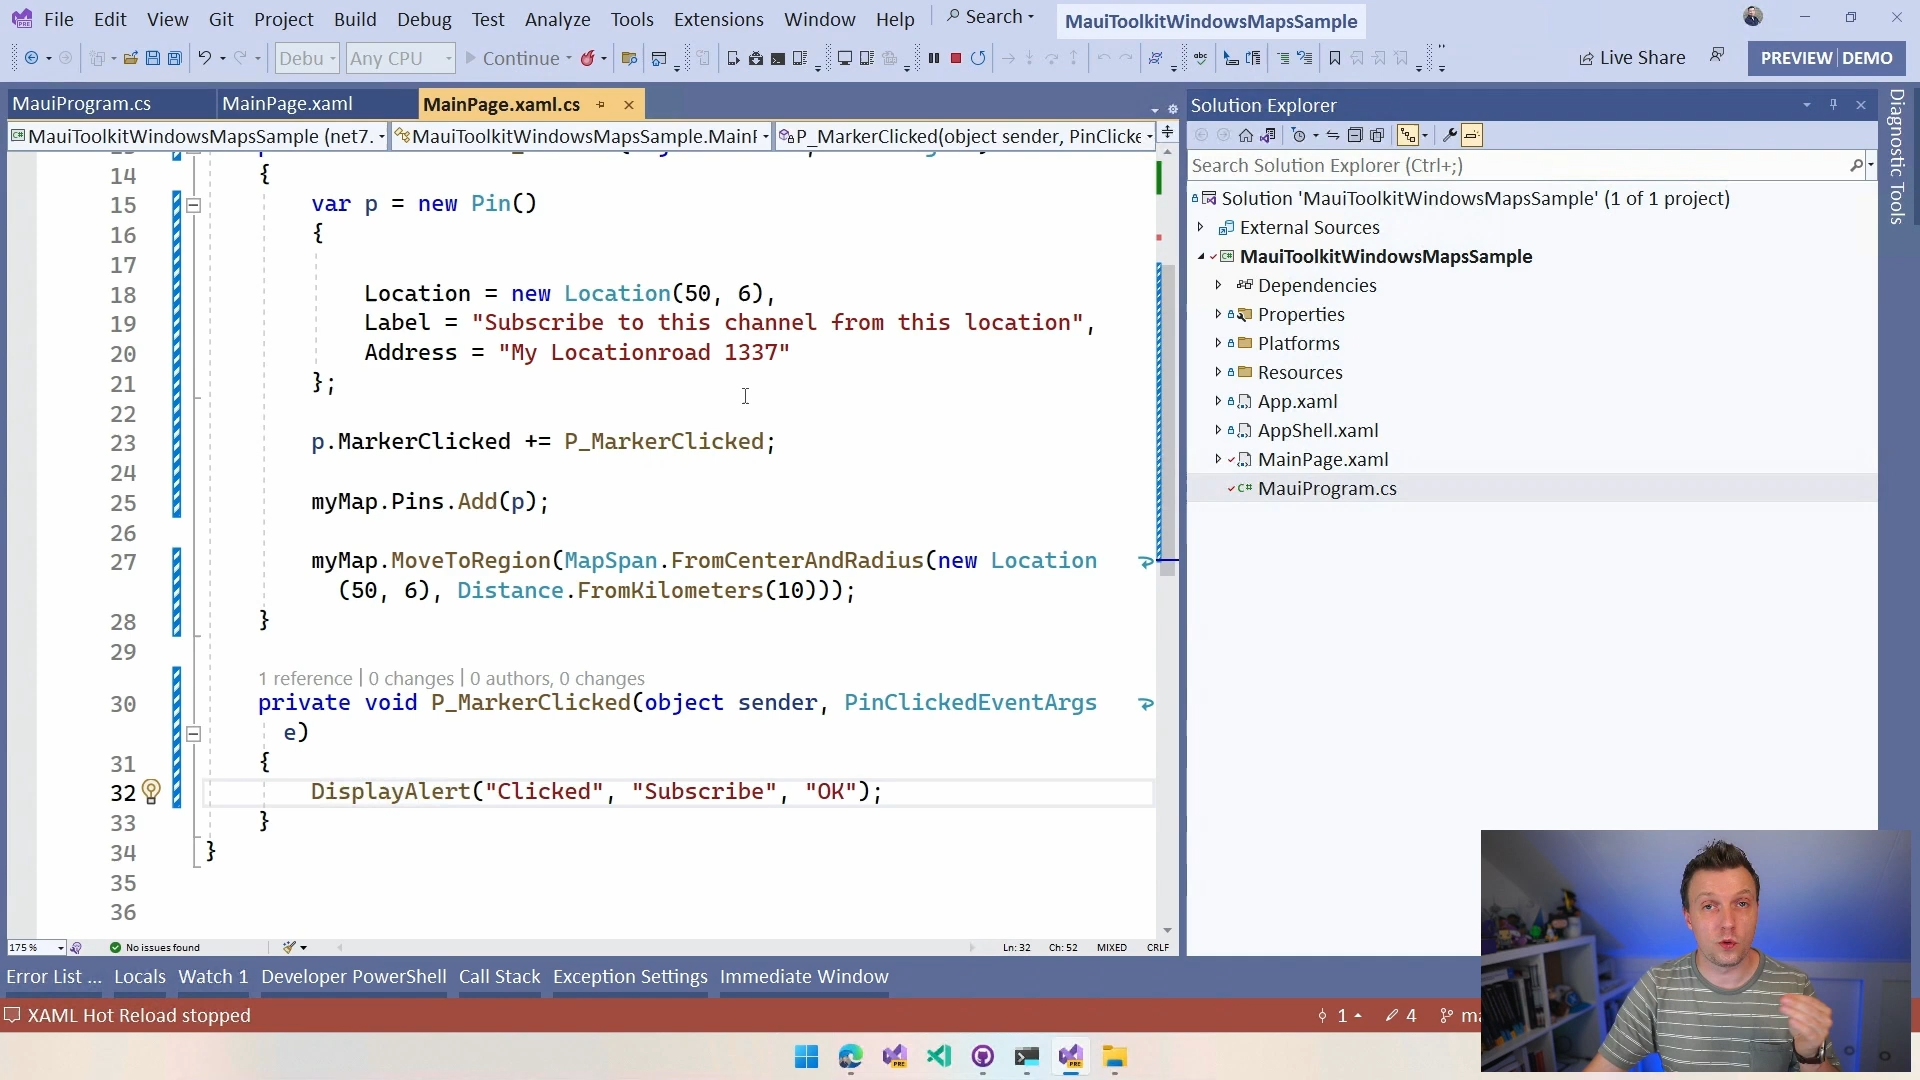 File Edit View Git Project Build Debug Test Analyze Tools Extensions Window Help Search MauiToolkitWindowsMapsSample
Debug Any CPU Continue Live Share PREVIEW DEMO
MauiProgram.cs MainPage.xaml MainPage.xaml.cs
MauiToolkitWindowsMapsSample (net7. MauiToolkitWindowsMapsSample.MainF P_MarkerClicked(object sender, PinClicke
14 {
15 var p = new Pin()
16 {
17
18 Location = new Location(50, 6),
19 Label = "Subscribe to this channel from this location",
20 Address = "My Locationroad 1337"
21 };
22
23 p.MarkerClicked += P_MarkerClicked;
24
25 myMap.Pins.Add(p);
26
27 myMap.MoveToRegion(MapSpan.FromCenterAndRadius(new Location
(50, 6), Distance.FromKilometers(10)));
28 }
29
1 reference | 0 changes | 0 authors, 0 changes
30 private void P_MarkerClicked(object sender, PinClickedEventArgs
e)
31 {
32 DisplayAlert("Clicked", "Subscribe", "OK");
33 }
34 }
35
36
175 % No issues found Ln: 32 Ch: 52 MIXED CRLF
Error List ... Locals Watch 1 Developer PowerShell Call Stack Exception Settings Immediate Window
XAML Hot Reload stopped 1 4 ma
Solution Explorer
Search Solution Explorer (Ctrl+;)
Solution 'MauiToolkitWindowsMapsSample' (1 of 1 project)
External Sources
MauiToolkitWindowsMapsSample
Dependencies
Properties
Platforms
Resources
App.xaml
AppShell.xaml
MainPage.xaml
C# MauiProgram.cs
Diagnostic Tools